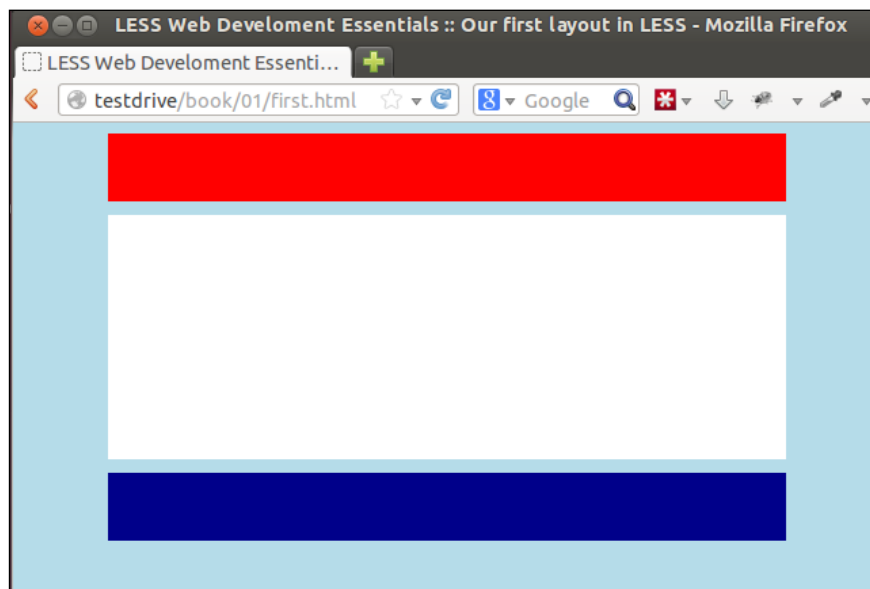 LESS Web Develoment Essentials :: Our first layout in LESS - Mozilla Firefox
LESS Web Develoment Essenti...
testdrive/book/01/first.html
8 Google